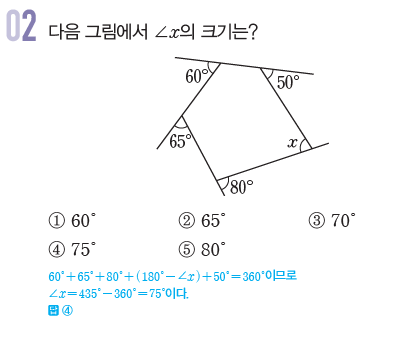 02 다음 그림에서 ∠x의 크기는?
60°
50°
65°
x
80°
① 60° ② 65° ③ 70°
④ 75° ⑤ 80°
60°+65°+80°+(180°-∠x)+50°=360°이므로
∠x=435°-360°=75°이다.
답 ④